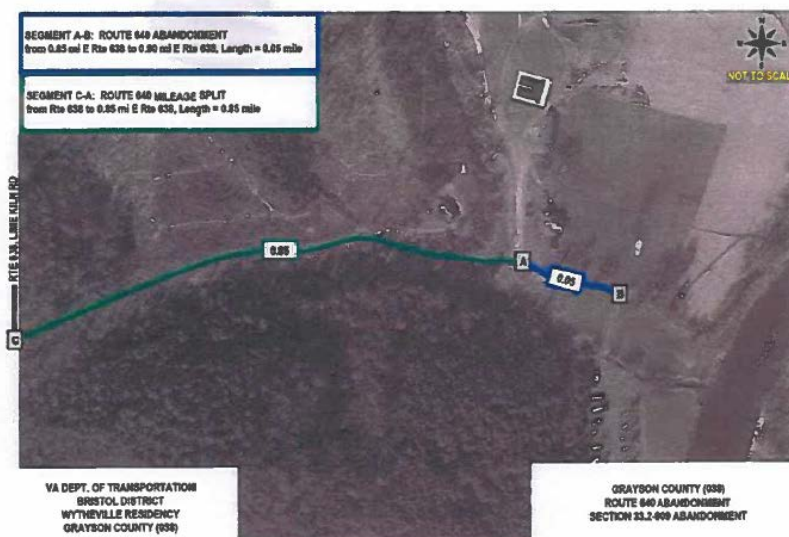 SEGMENT A-B: ROUTE 640 ABANDONMENT
from 0.85 mi E Rte 638 to 0.90 mi E Rte 638, Length = 0.05 mile
SEGMENT C-A: ROUTE 640 MILEAGE SPLIT
from Rte 638 to 0.85 mi E Rte 638, Length = 0.85 mile
N
NOT TO SCAL
RTE 638, LIME KILN RD
0.85
A
0.05
B
C
VA DEPT. OF TRANSPORTATION
BRISTOL DISTRICT
WYTHEVILLE RESIDENCY
GRAYSON COUNTY (038)
GRAYSON COUNTY (038)
ROUTE 640 ABANDONMENT
SECTION 33.2-909 ABANDONMENT